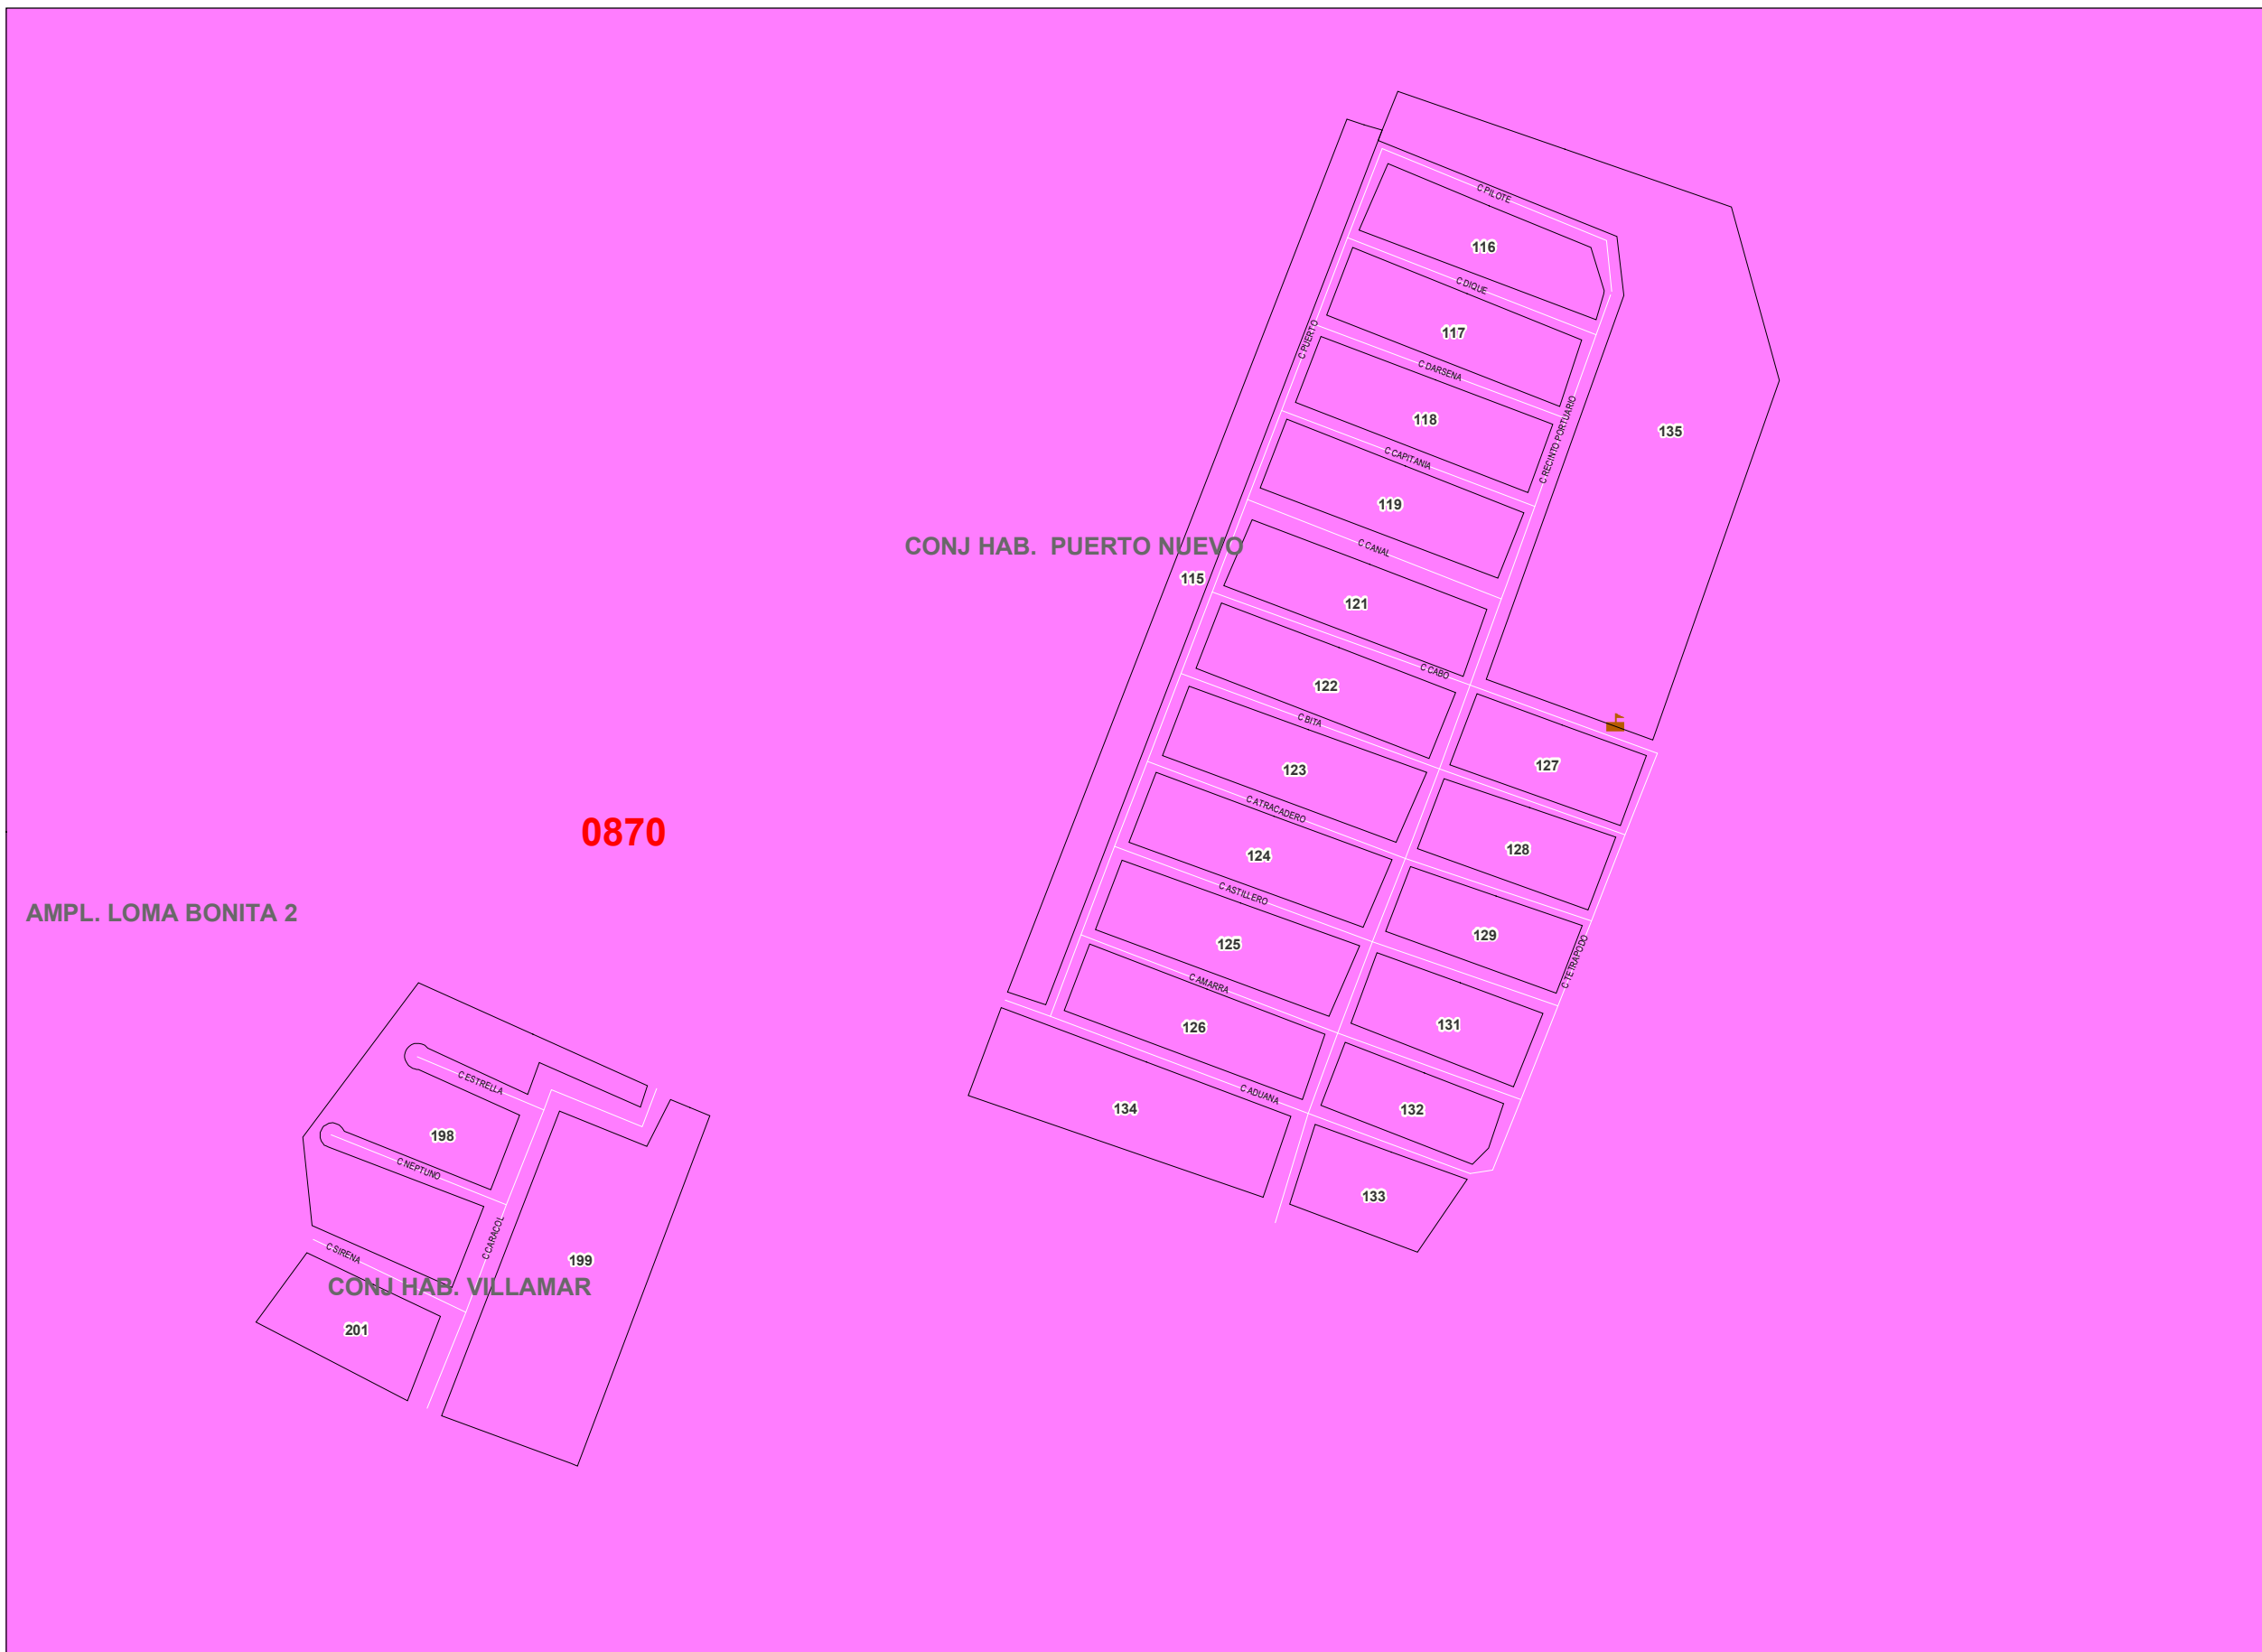 C PILOTE
116
C DIQUE
117
C PUERTO
C DARSENA
118
C RECINTO PORTUARIO
135
C CAPITANIA
119
CONJ HAB.  PUERTO NUEVO
C CANAL
115
121
C CABO
122
C BITA
127
123
C ATRACADERO
0870
128
124
C ASTILLERO
AMPL. LOMA BONITA 2
129
125
C TETRAPODO
C AMARRA
131
126
C ESTRELLA
C ADUANA
134
132
198
C NEPTUNO
133
C CARACOL
C SIRENA
199
CONJ HAB. VILLAMAR
201